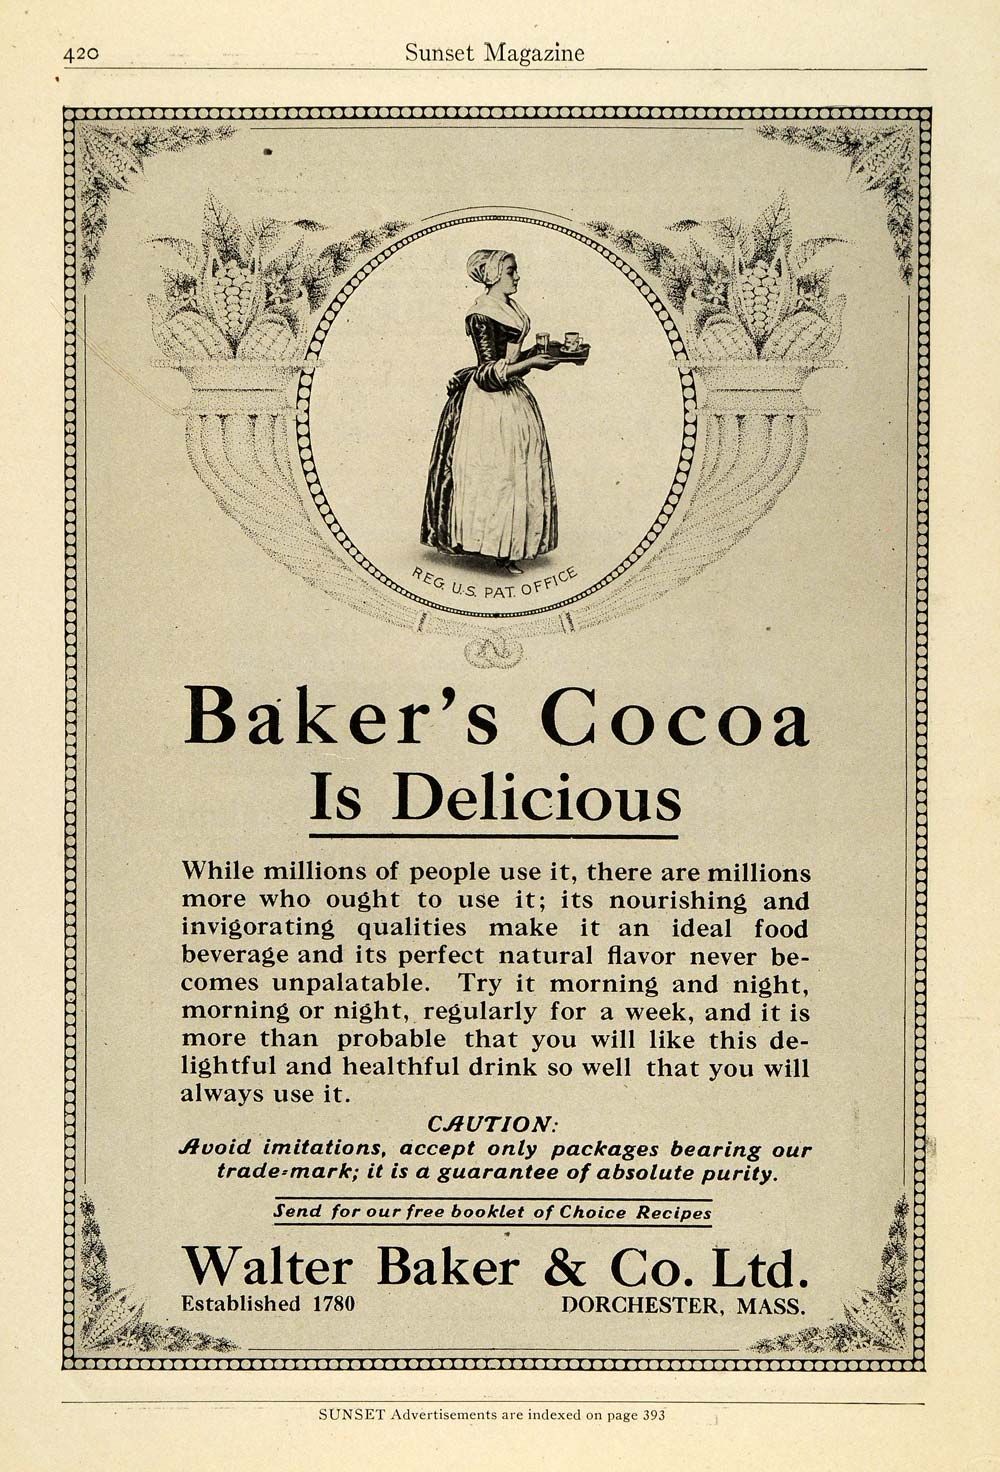 420
Sunset Magazine
REG. U.S. PAT. OFFICE
Baker's Cocoa
Is Delicious
While millions of people use it, there are millions
more who ought to use it; its nourishing and
invigorating qualities make it an ideal food
beverage and its perfect natural flavor never be-
comes unpalatable. Try it morning and night,
morning or night, regularly for a week, and it is
more than probable that you will like this de-
lightful and healthful drink so well that you will
always use it.
CAUTION:
Avoid imitations, accept only packages bearing our
trade-mark; it is a guarantee of absolute purity.
Send for our free booklet of Choice Recipes
Walter Baker & Co. Ltd.
Established 1780 DORCHESTER, MASS.
SUNSET Advertisements are indexed on page 393